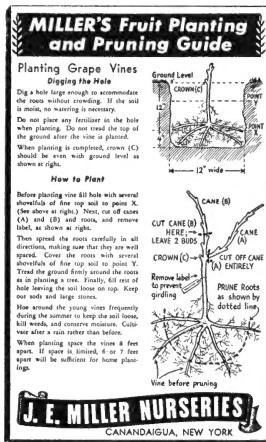 MILLER'S Fruit Planting
and Pruning Guide
Planting Grape Vines
Digging the Hole
Dig a hole large enough to accommodate
the roots without crowding. If the soil
is moist, no watering is necessary.
Do not place any fertilizer in the hole
when planting. Do not tread the top of
the ground after the vine is planted.
When planting is completed, crown (C)
should be even with ground level as
shown at right.
How to Plant
Before planting vine fill hole with several
shovelfuls of fine top soil to point X.
(See above at right.) Next, cut off canes
(A) and (B) and roots, and remove
label, as shown at right.
Then spread the roots carefully in all
directions, making sure that they are well
spaced. Cover the roots with several
shovelfuls of fine top soil to point Y.
Tread the ground firmly around the roots
as in planting a tree. Finally, fill rest of
hole leaving the soil loose on top. Keep
out sods and large stones.
Hoe around the young vines frequently
during the summer to keep the soil loose,
kill weeds, and conserve moisture. Culti-
vate after a rain rather than before.
When planting space the vines 8 feet
apart. If space is limited, 6 or 7 feet
apart will be sufficient for home plant-
ings.
Ground Level
CROWN (C)
POINT
12"
POINT
12" wide
CANE (B)
CUT CANE (B)
HERE;
LEAVE 2 BUDS
CANE (A)
CROWN (C)
CUT OFF CANE
(A) ENTIRELY
Remove label
to prevent
girdling
PRUNE Roots
as shown by
dotted line
Vine before pruning
J. E. MILLER NURSERIES
CANANDAIGUA, NEW YORK